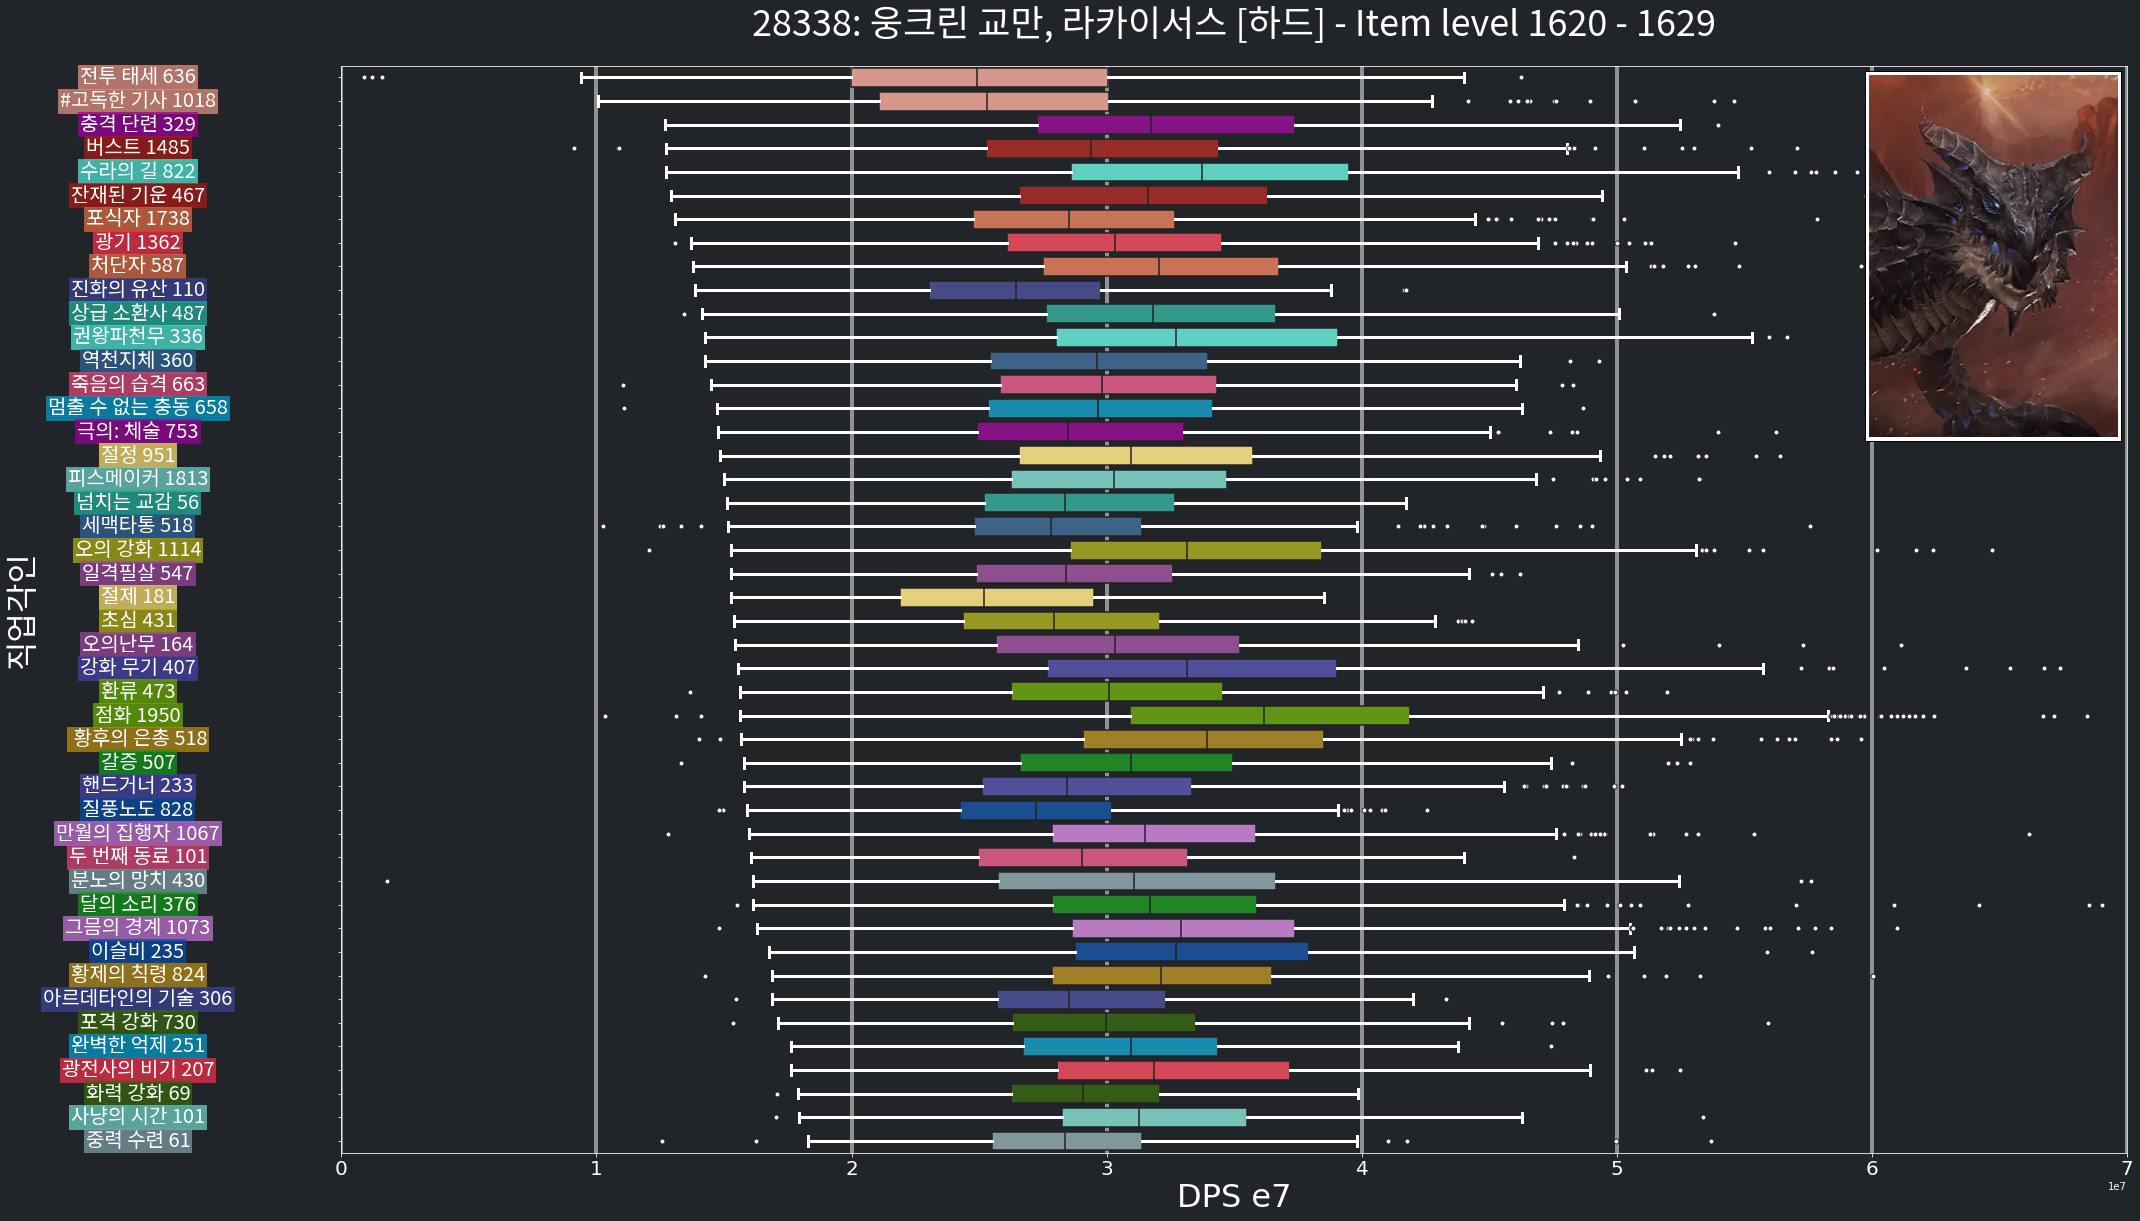 28338: 웅크린 교만, 라카이서스 [하드] - Item level 1620 - 1629
직업각인
전투 태세 636
#고독한 기사 1018
충격 단련 329
버스트 1485
수라의 길 822
잔재된 기운 467
포식자 1738
광기 1362
처단자 587
진화의 유산 110
상급 소환사 487
권왕파천무 336
역천지체 360
죽음의 습격 663
멈출 수 없는 충동 658
극의: 체술 753
절정 951
피스메이커 1813
넘치는 교감 56
세맥타통 518
오의 강화 1114
일격필살 547
절제 181
초심 431
오의난무 164
강화 무기 407
환류 473
점화 1950
황후의 은총 518
갈증 507
핸드거너 233
질풍노도 828
만월의 집행자 1067
두 번째 동료 101
분노의 망치 430
달의 소리 376
그믐의 경계 1073
이슬비 235
황제의 칙령 824
아르데타인의 기술 306
포격 강화 730
완벽한 억제 251
광전사의 비기 207
화력 강화 69
사냥의 시간 101
중력 수련 61
0 1 2 3 4 5 6 7
DPS e7
1e7